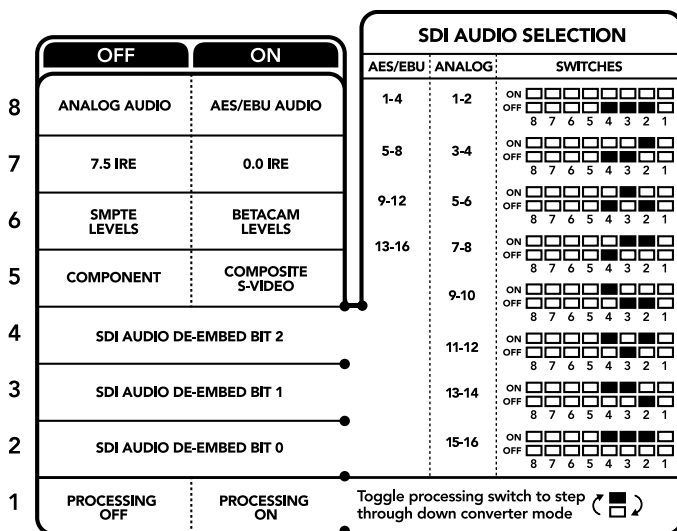 OFF ON
8 ANALOG AUDIO AES/EBU AUDIO
7 7.5 IRE 0.0 IRE
6 SMPTE LEVELS BETACAM LEVELS
5 COMPONENT COMPOSITE S-VIDEO
4 SDI AUDIO DE-EMBED BIT 2
3 SDI AUDIO DE-EMBED BIT 1
2 SDI AUDIO DE-EMBED BIT 0
1 PROCESSING OFF PROCESSING ON
SDI AUDIO SELECTION
AES/EBU ANALOG SWITCHES
1-4 1-2 ON
OFF
8 7 6 5 4 3 2 1
5-8 3-4 ON
OFF
8 7 6 5 4 3 2 1
9-12 5-6 ON
OFF
8 7 6 5 4 3 2 1
13-16 7-8 ON
OFF
8 7 6 5 4 3 2 1
9-10 ON
OFF
8 7 6 5 4 3 2 1
11-12 ON
OFF
8 7 6 5 4 3 2 1
13-14 ON
OFF
8 7 6 5 4 3 2 1
15-16 ON
OFF
8 7 6 5 4 3 2 1
Toggle processing switch to step
through down converter mode